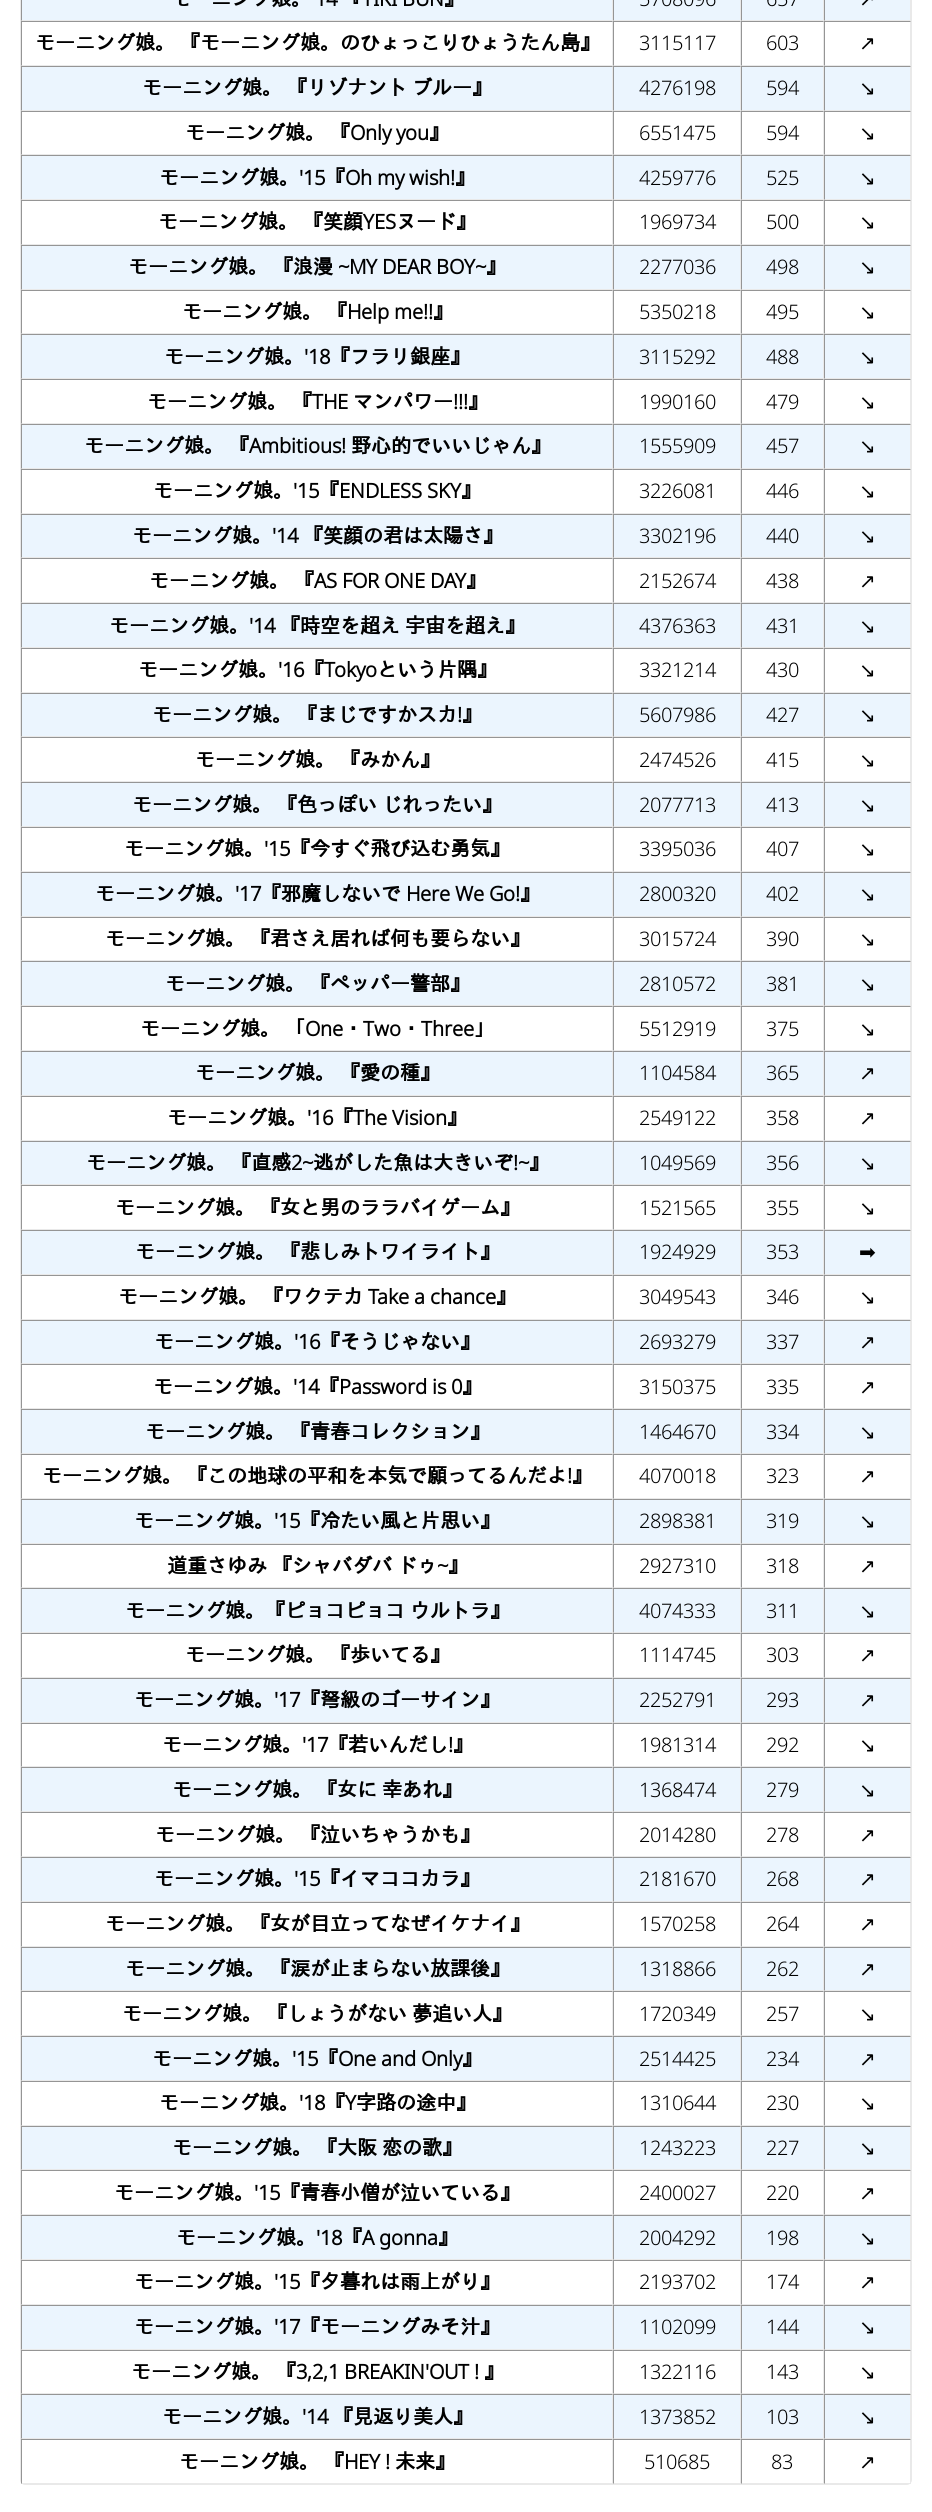 モーニング娘。'14 『TIKI BUN』 3708096 637 ↗
モーニング娘。 『モーニング娘。のひょっこりひょうたん島』 3115117 603 ↗
モーニング娘。 『リゾナント ブルー』 4276198 594 ↘
モーニング娘。 『Only you』 6551475 594 ↘
モーニング娘。'15『Oh my wish!』 4259776 525 ↘
モーニング娘。 『笑顔YESヌード』 1969734 500 ↘
モーニング娘。 『浪漫 ~MY DEAR BOY~』 2277036 498 ↘
モーニング娘。 『Help me!!』 5350218 495 ↘
モーニング娘。'18『フラリ銀座』 3115292 488 ↘
モーニング娘。 『THE マンパワー!!!』 1990160 479 ↘
モーニング娘。 『Ambitious! 野心的でいいじゃん』 1555909 457 ↘
モーニング娘。'15『ENDLESS SKY』 3226081 446 ↘
モーニング娘。'14 『笑顔の君は太陽さ』 3302196 440 ↘
モーニング娘。 『AS FOR ONE DAY』 2152674 438 ↗
モーニング娘。'14 『時空を超え 宇宙を超え』 4376363 431 ↘
モーニング娘。'16『Tokyoという片隅』 3321214 430 ↘
モーニング娘。 『まじですかスカ!』 5607986 427 ↘
モーニング娘。 『みかん』 2474526 415 ↘
モーニング娘。 『色っぽい じれったい』 2077713 413 ↘
モーニング娘。'15『今すぐ飛び込む勇気』 3395036 407 ↘
モーニング娘。'17『邪魔しないで Here We Go!』 2800320 402 ↘
モーニング娘。 『君さえ居れば何も要らない』 3015724 390 ↘
モーニング娘。 『ペッパー警部』 2810572 381 ↘
モーニング娘。 「One・Two・Three」 5512919 375 ↘
モーニング娘。 『愛の種』 1104584 365 ↗
モーニング娘。'16『The Vision』 2549122 358 ↗
モーニング娘。 『直感2~逃がした魚は大きいぞ!~』 1049569 356 ↘
モーニング娘。 『女と男のララバイゲーム』 1521565 355 ↘
モーニング娘。 『悲しみトワイライト』 1924929 353 ➡
モーニング娘。 『ワクテカ Take a chance』 3049543 346 ↘
モーニング娘。'16『そうじゃない』 2693279 337 ↗
モーニング娘。'14『Password is 0』 3150375 335 ↗
モーニング娘。 『青春コレクション』 1464670 334 ↘
モーニング娘。 『この地球の平和を本気で願ってるんだよ!』 4070018 323 ↗
モーニング娘。'15『冷たい風と片思い』 2898381 319 ↘
道重さゆみ 『シャバダバ ドゥ~』 2927310 318 ↗
モーニング娘。『ピョコピョコ ウルトラ』 4074333 311 ↘
モーニング娘。 『歩いてる』 1114745 303 ↗
モーニング娘。'17『弩級のゴーサイン』 2252791 293 ↗
モーニング娘。'17『若いんだし!』 1981314 292 ↘
モーニング娘。 『女に 幸あれ』 1368474 279 ↘
モーニング娘。 『泣いちゃうかも』 2014280 278 ↗
モーニング娘。'15『イマココカラ』 2181670 268 ↗
モーニング娘。 『女が目立ってなぜイケナイ』 1570258 264 ↗
モーニング娘。 『涙が止まらない放課後』 1318866 262 ↗
モーニング娘。 『しょうがない 夢追い人』 1720349 257 ↘
モーニング娘。'15『One and Only』 2514425 234 ↗
モーニング娘。'18『Y字路の途中』 1310644 230 ↘
モーニング娘。 『大阪 恋の歌』 1243223 227 ↘
モーニング娘。'15『青春小僧が泣いている』 2400027 220 ↗
モーニング娘。'18『A gonna』 2004292 198 ↘
モーニング娘。'15『夕暮れは雨上がり』 2193702 174 ↗
モーニング娘。'17『モーニングみそ汁』 1102099 144 ↘
モーニング娘。 『3,2,1 BREAKIN'OUT ! 』 1322116 143 ↘
モーニング娘。'14 『見返り美人』 1373852 103 ↘
モーニング娘。 『HEY ! 未来』 510685 83 ↗